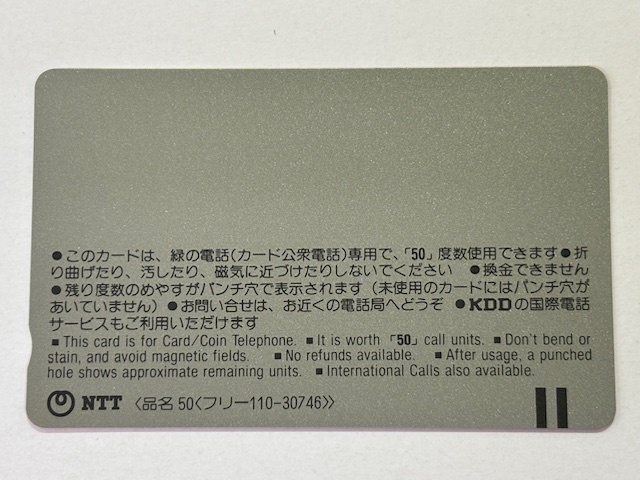 ●このカードは、緑の電話(カード公衆電話)専用で、「50」度数使用できます●折
り曲げたり、汚したり、磁気に近づけたりしないでください ●換金できません
●残り度数のめやすがパンチ穴で表示されます(未使用のカードにはパンチ穴が
あいていません)●お問い合せは、お近くの電話局へどうぞ ●KDDの国際電話
サービスもご利用いただけます
■ This card is for Card/Coin Telephone. ■ It is worth 「50」 call units. ■ Don't bend or
stain, and avoid magnetic fields. ■ No refunds available. ■ After usage, a punched
hole shows approximate remaining units. ■ International Calls also available.
NTT 〈品名 50〈フリー110-30746〉〉